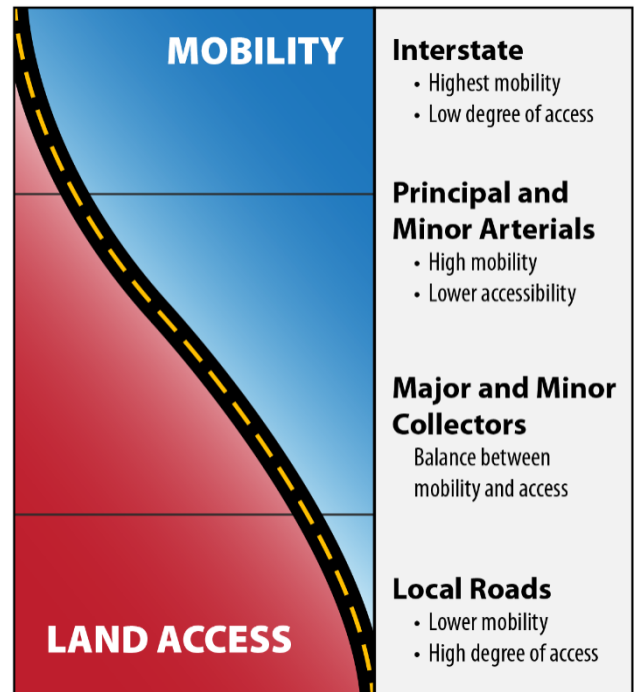 MOBILITY
LAND ACCESS
Interstate
• Highest mobility
• Low degree of access
Principal and
Minor Arterials
• High mobility
• Lower accessibility
Major and Minor
Collectors
Balance between
mobility and access
Local Roads
• Lower mobility
• High degree of access